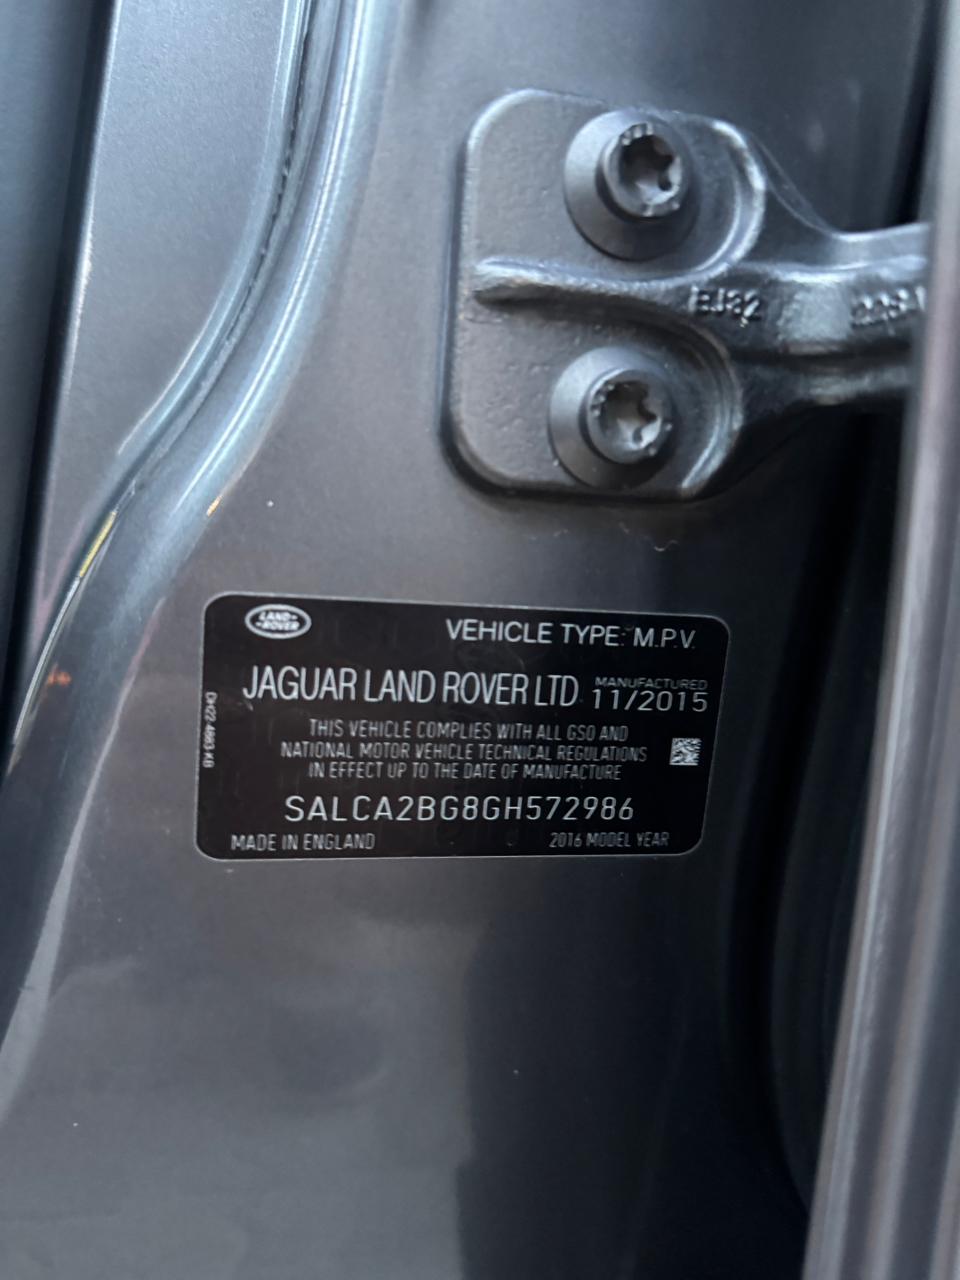 EJ32
LAND
ROVER
VEHICLE TYPE: M.P.V.
JAGUAR LAND ROVER LTD
MANUFACTURED
11/2015
THIS VEHICLE COMPLIES WITH ALL GSO AND
NATIONAL MOTOR VEHICLE TECHNICAL REGULATIONS
IN EFFECT UP TO THE DATE OF MANUFACTURE
SALCA2BG8GH572986
MADE IN ENGLAND
2016 MODEL YEAR